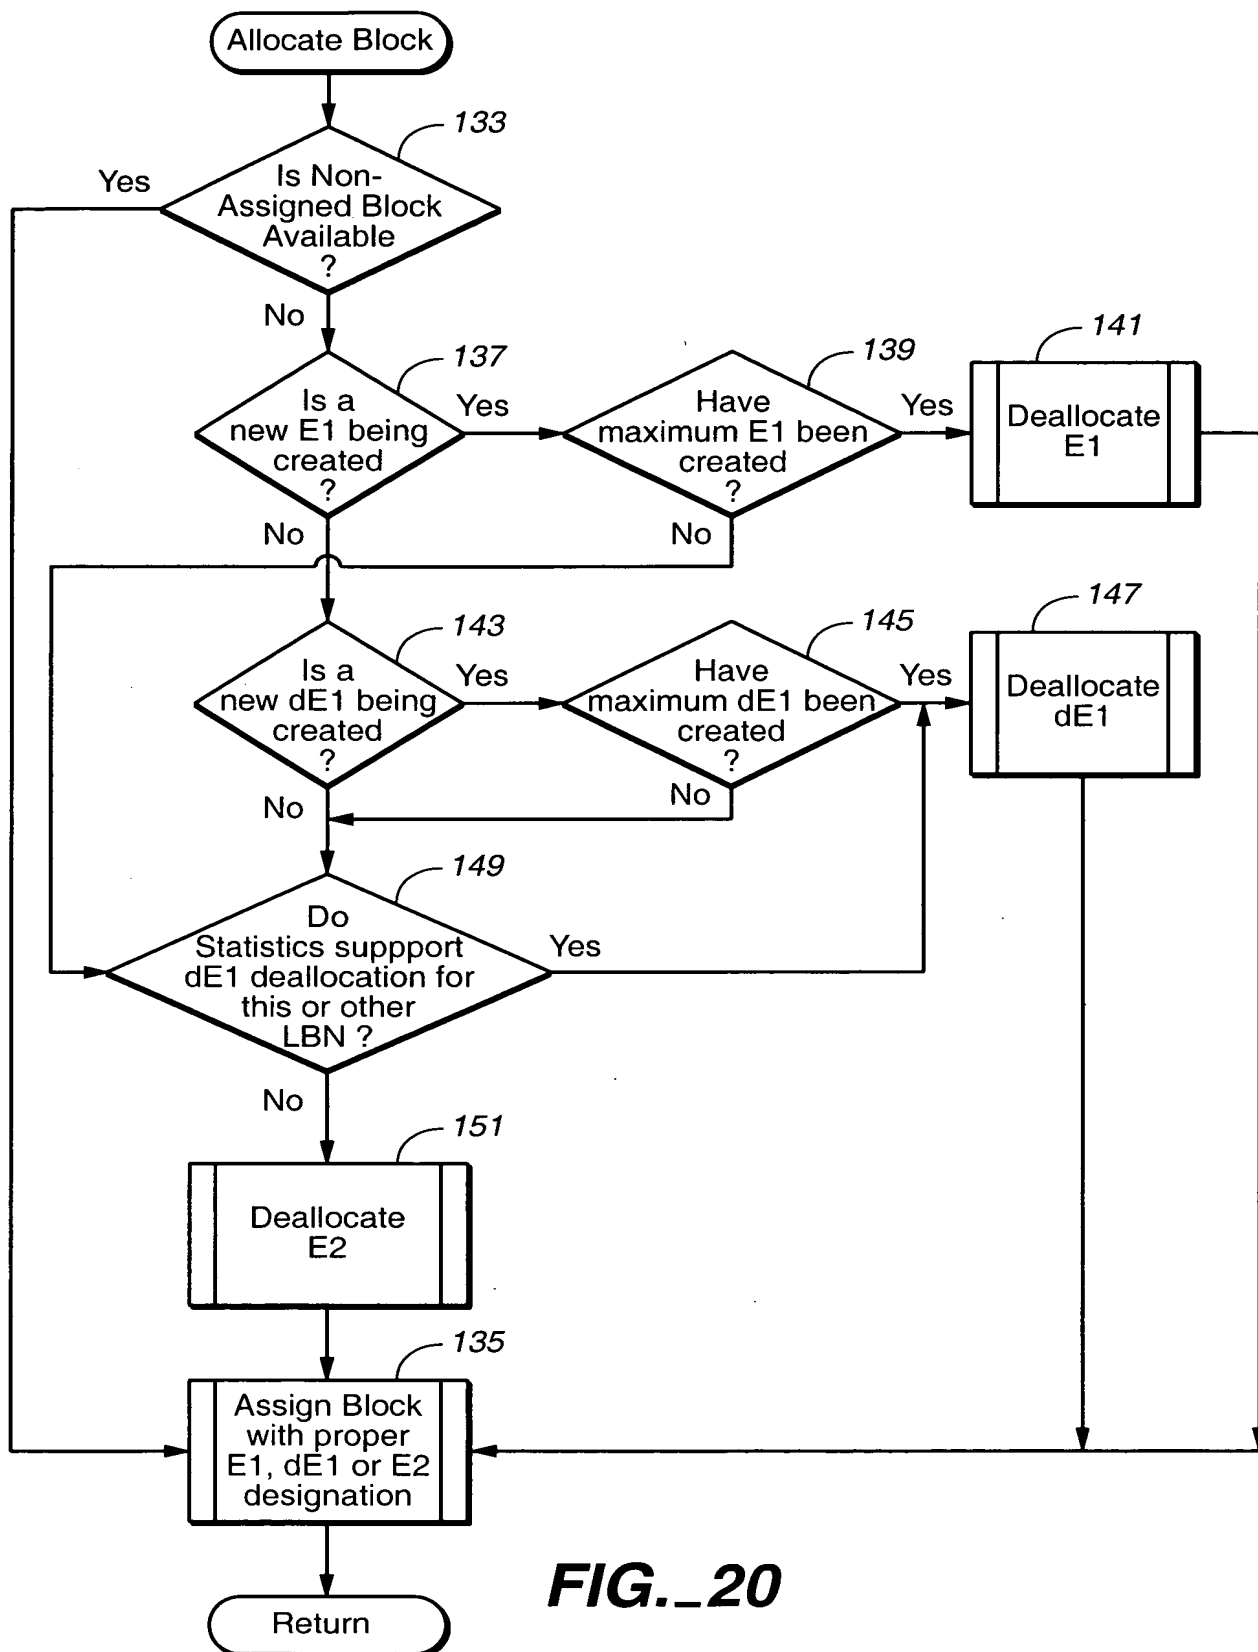 Allocate Block
133
Yes
Is Non-
Assigned Block
Available
?
No
137
Is a
new E1 being
created
?
Yes
139
Have
maximum E1 been
created
?
Yes
141
Deallocate
E1
No
No
143
Is a
new dE1 being
created
?
Yes
145
Have
maximum dE1 been
created
?
Yes
147
Deallocate
dE1
No
No
149
Do
Statistics suppport
dE1 deallocation for
this or other
LBN ?
Yes
No
151
Deallocate
E2
135
Assign Block
with proper
E1, dE1 or E2
designation
Return
FIG._20